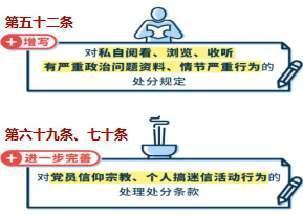 第五十二条
增写
对私自阅看、浏览、收听
有严重政治问题资料、情节严重行为的
处分规定
第六十九条、七十条
进一步完善
对党员信仰宗教、个人搞迷信活动行为的
处理处分条款